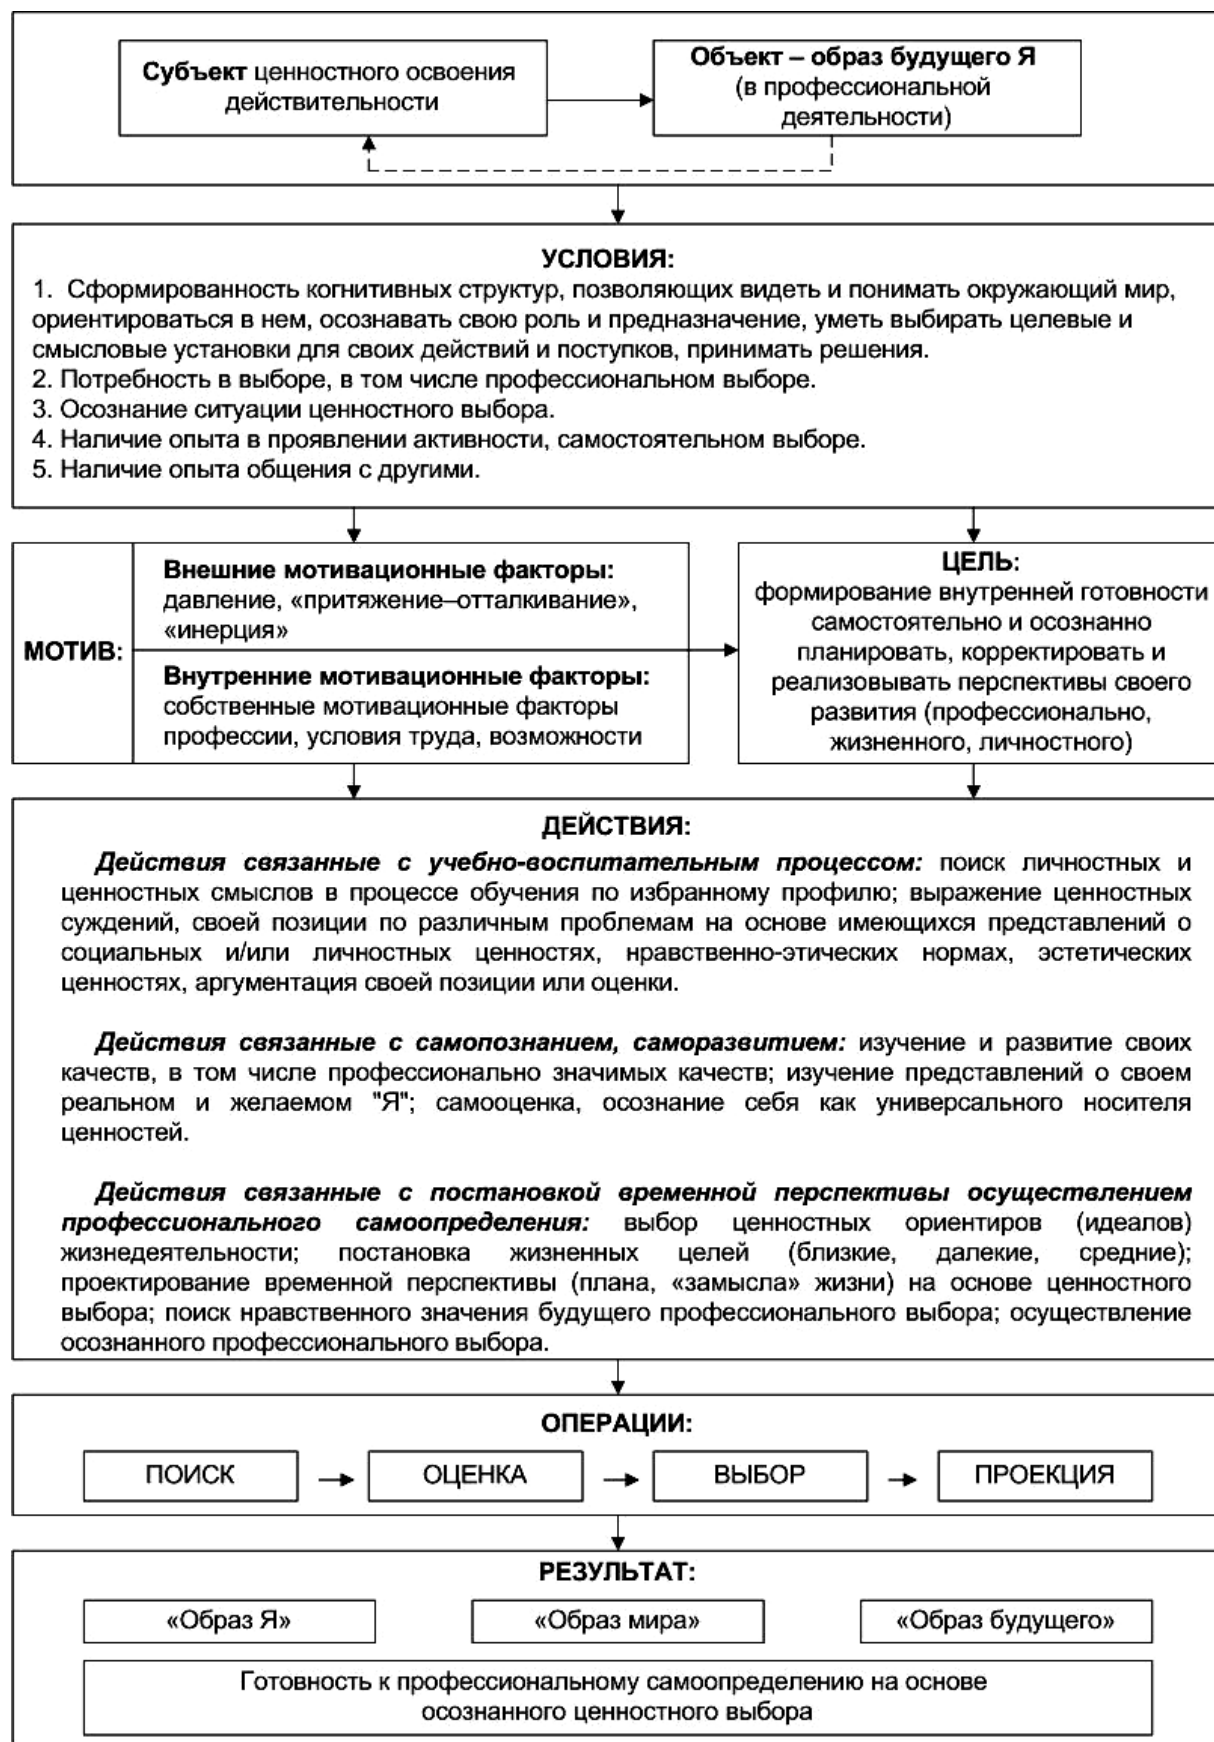 Субъект ценностного освоения
действительности
Объект – образ будущего Я
(в профессиональной
деятельности)
УСЛОВИЯ:
1. Сформированность когнитивных структур, позволяющих видеть и понимать окружающий мир,
ориентироваться в нем, осознавать свою роль и предназначение, уметь выбирать целевые и
смысловые установки для своих действий и поступков, принимать решения.
2. Потребность в выборе, в том числе профессиональном выборе.
3. Осознание ситуации ценностного выбора.
4. Наличие опыта в проявлении активности, самостоятельном выборе.
5. Наличие опыта общения с другими.
МОТИВ:
Внешние мотивационные факторы:
давление, «притяжение–отталкивание»,
«инерция»
Внутренние мотивационные факторы:
собственные мотивационные факторы
профессии, условия труда, возможности
ЦЕЛЬ:
формирование внутренней готовности
самостоятельно и осознанно
планировать, корректировать и
реализовывать перспективы своего
развития (профессионально,
жизненного, личностного)
ДЕЙСТВИЯ:
Действия связанные с учебно-воспитательным процессом: поиск личностных и
ценностных смыслов в процессе обучения по избранному профилю; выражение ценностных
суждений, своей позиции по различным проблемам на основе имеющихся представлений о
социальных и/или личностных ценностях, нравственно-этических нормах, эстетических
ценностях, аргументация своей позиции или оценки.
Действия связанные с самопознанием, саморазвитием: изучение и развитие своих
качеств, в том числе профессионально значимых качеств; изучение представлений о своем
реальном и желаемом "Я"; самооценка, осознание себя как универсального носителя
ценностей.
Действия связанные с постановкой временной перспективы осуществлением
профессионального самоопределения: выбор ценностных ориентиров (идеалов)
жизнедеятельности; постановка жизненных целей (близкие, далекие, средние);
проектирование временной перспективы (плана, «замысла» жизни) на основе ценностного
выбора; поиск нравственного значения будущего профессионального выбора; осуществление
осознанного профессионального выбора.
ОПЕРАЦИИ:
ПОИСК
ОЦЕНКА
ВЫБОР
ПРОЕКЦИЯ
РЕЗУЛЬТАТ:
«Образ Я»
«Образ мира»
«Образ будущего»
Готовность к профессиональному самоопределению на основе
осознанного ценностного выбора